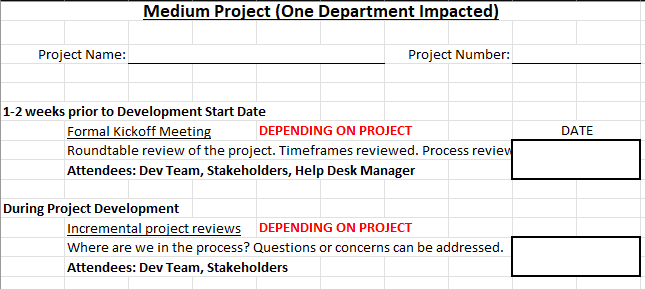 Medium Project (One Department Impacted)
Project Name: Project Number:
1-2 weeks prior to Development Start Date
Formal Kickoff Meeting DEPENDING ON PROJECT DATE
Roundtable review of the project. Timeframes reviewed. Process review
Attendees: Dev Team, Stakeholders, Help Desk Manager
During Project Development
Incremental project reviews DEPENDING ON PROJECT
Where are we in the process? Questions or concerns can be addressed.
Attendees: Dev Team, Stakeholders